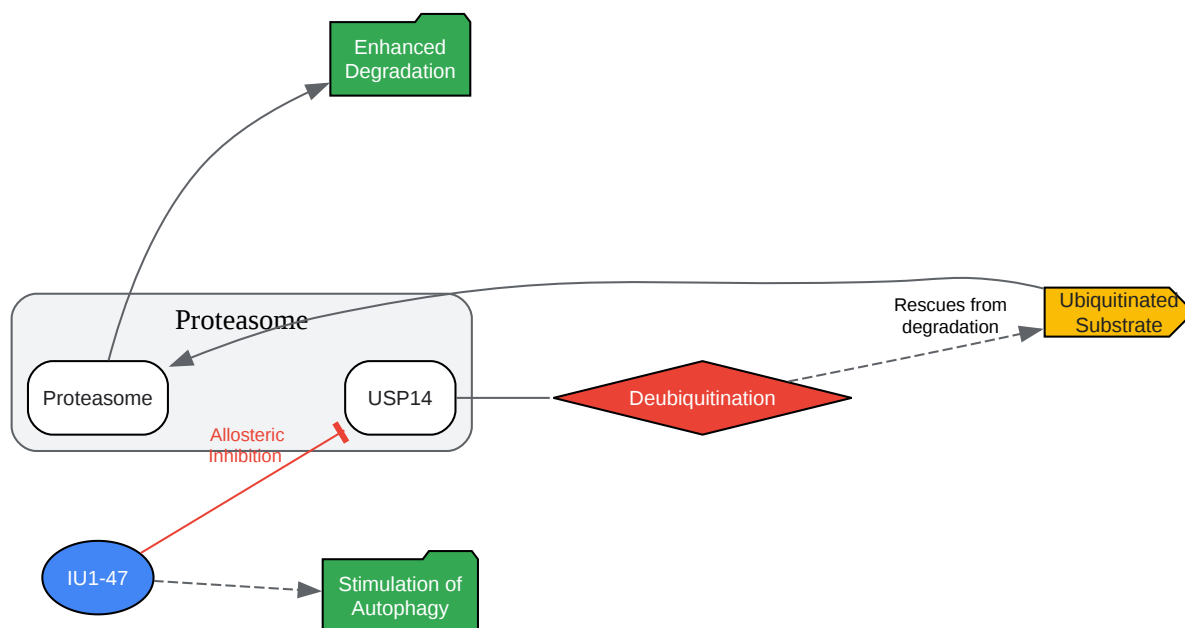 Enhanced
Degradation
Proteasome
Rescues from
degradation
Ubiquitinated
Substrate
Proteasome
USP14
Deubiquitination
Allosteric
Inhibition
IU1-47
Stimulation of
Autophagy